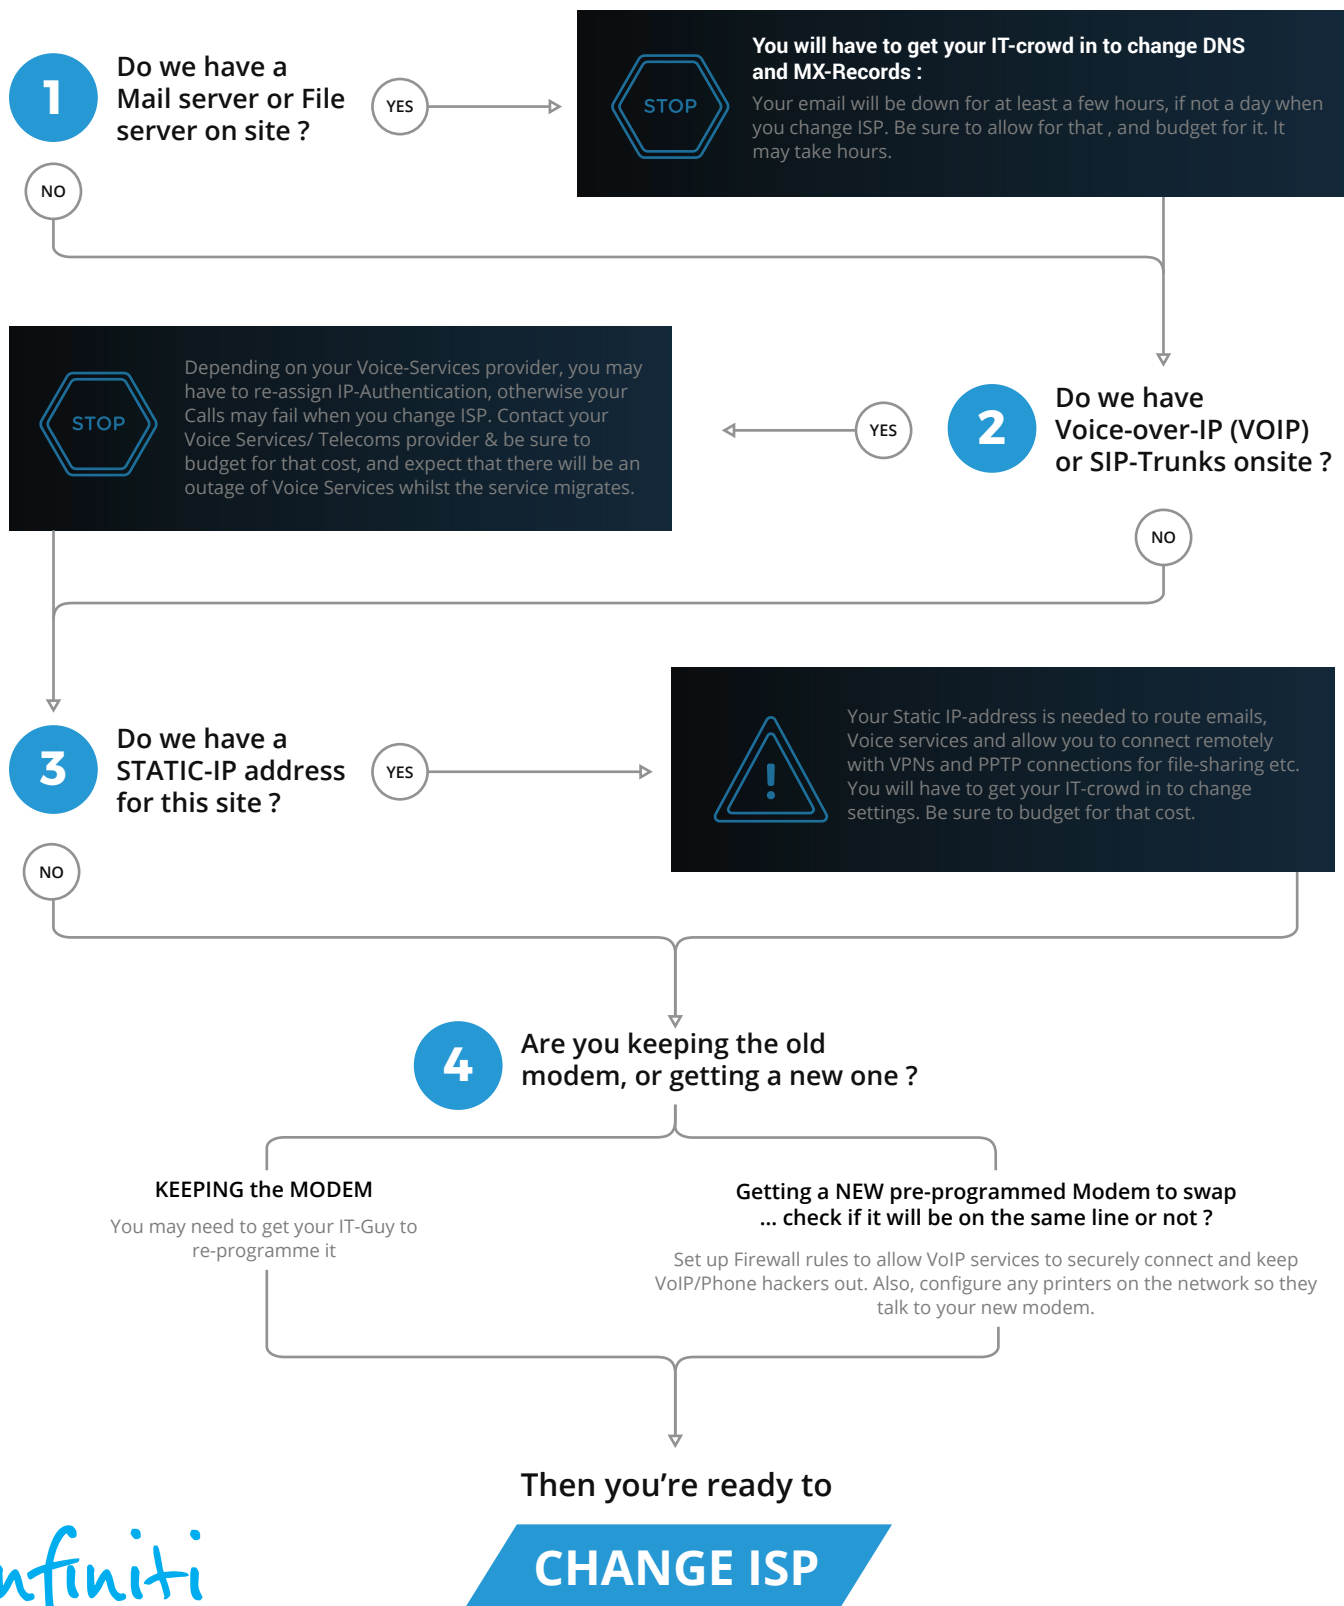 1
Do we have a
Mail server or File
server on site ?
YES
STOP
You will have to get your IT-crowd in to change DNS
and MX-Records :
Your email will be down for at least a few hours, if not a day when
you change ISP. Be sure to allow for that , and budget for it. It
may take hours.
NO
STOP
Depending on your Voice-Services provider, you may
have to re-assign IP-Authentication, otherwise your
Calls may fail when you change ISP. Contact your
Voice Services/ Telecoms provider & be sure to
budget for that cost, and expect that there will be an
outage of Voice Services whilst the service migrates.
YES
2
Do we have
Voice-over-IP (VOIP)
or SIP-Trunks onsite ?
NO
3
Do we have a
STATIC-IP address
for this site ?
YES
!
Your Static IP-address is needed to route emails,
Voice services and allow you to connect remotely
with VPNs and PPTP connections for file-sharing etc.
You will have to get your IT-crowd in to change
settings. Be sure to budget for that cost.
NO
4
Are you keeping the old
modem, or getting a new one ?
KEEPING the MODEM
You may need to get your IT-Guy to
re-programme it
Getting a NEW pre-programmed Modem to swap
... check if it will be on the same line or not ?
Set up Firewall rules to allow VoIP services to securely connect and keep
VoIP/Phone hackers out. Also, configure any printers on the network so they
talk to your new modem.
Then you're ready to
CHANGE ISP
nfiniti